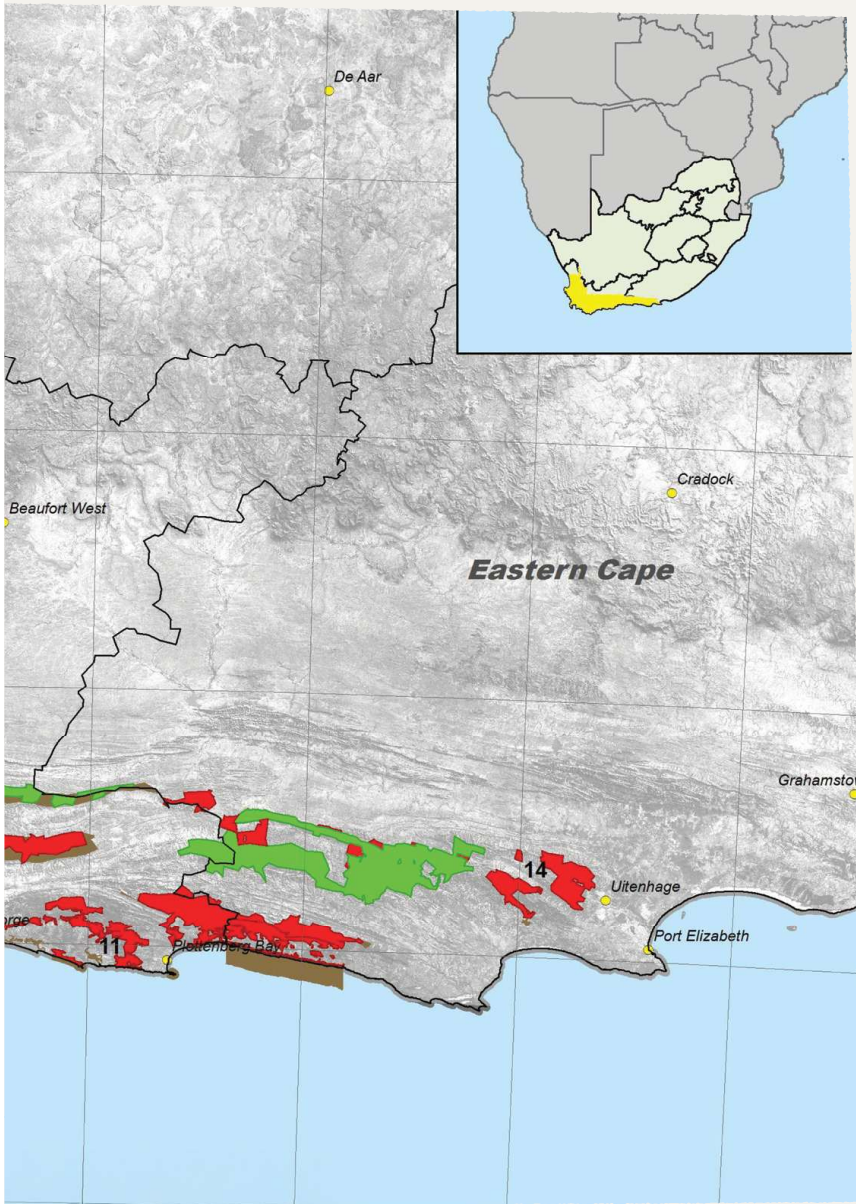 De Aar
Cradock
Beaufort West
Eastern Cape
Grahamstow
14
Uitenhage
orge
11
Plettenberg Bay
Port Elizabeth